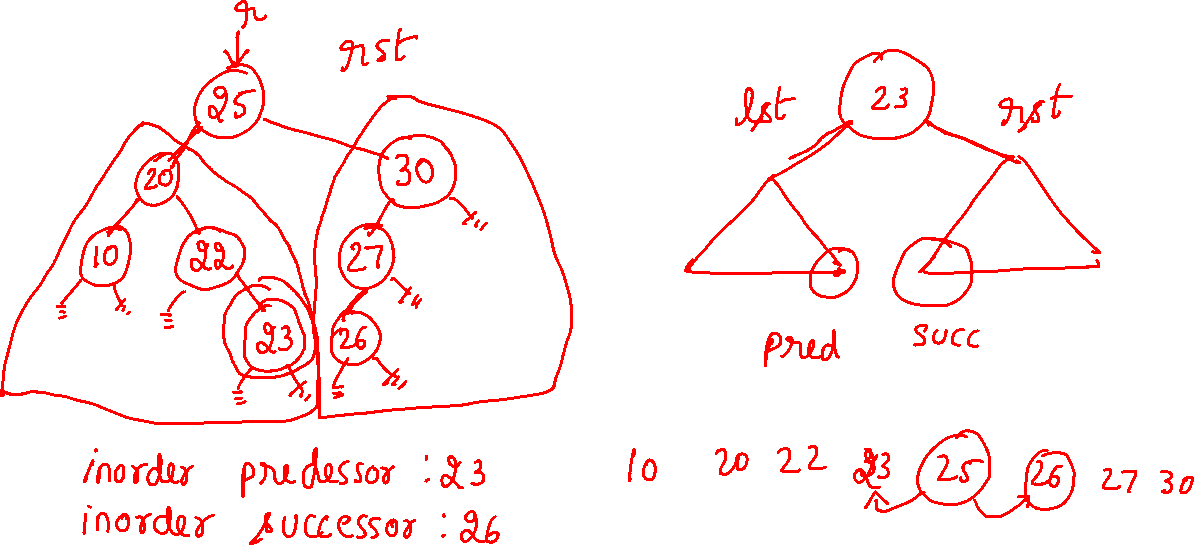 r
rst
25
20
30
10
22
27
23
26
inorder predessor : 23
inorder successor : 26
23
lst
rst
pred
succ
10 20 22 23 25 26 27 30